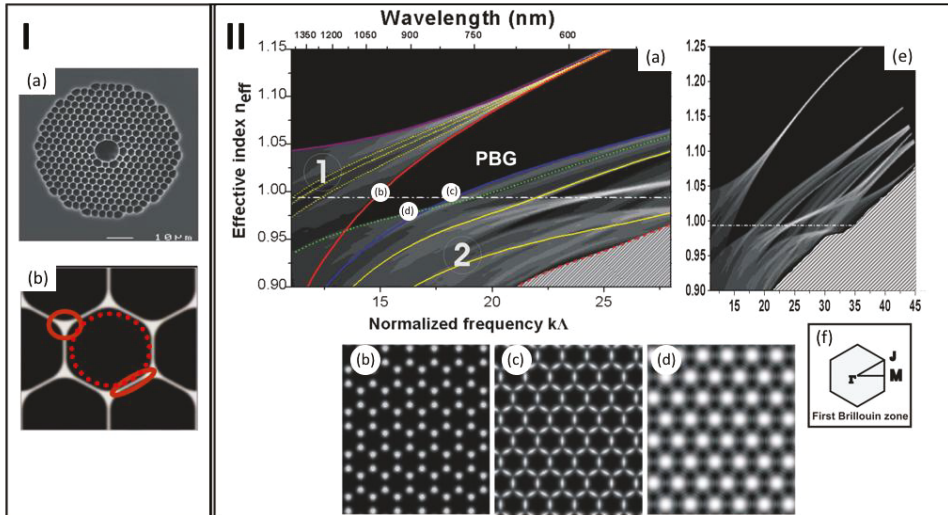 I
(a)
10μm
(b)
II
Wavelength (nm)
1350 1200 1050 900 750 600
Effective index neff
1.15
1.10
1.05
1.00
0.95
0.90
(a)
1
PBG
(b)
(c)
(d)
2
15 20 25
Normalized frequency kΛ
(e)
1.25
1.20
1.15
1.10
1.05
1.00
0.95
0.90
15 20 25 30 35 40 45
(b)
(c)
(d)
(f)
J
Γ
M
First Brillouin zone